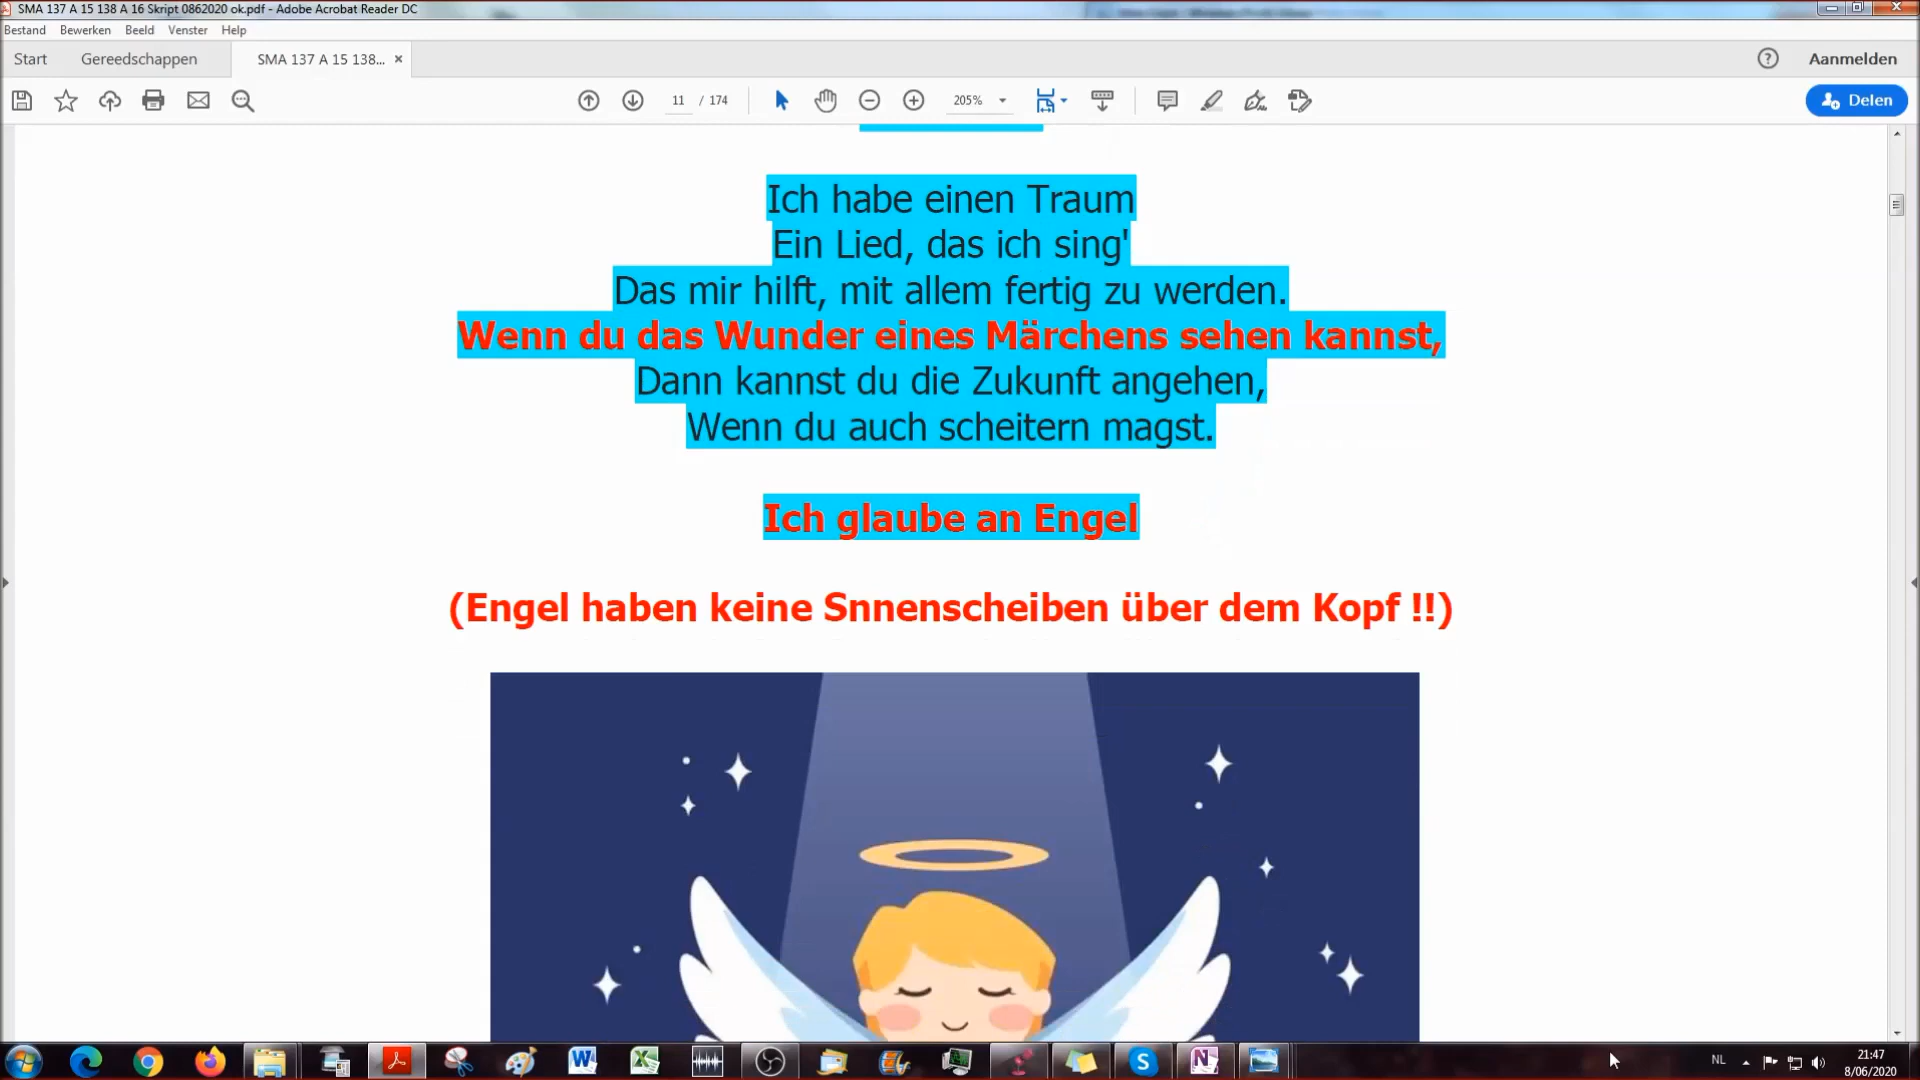 SMA 137 A 15 138 A 16 Skript 0862020 ok.pdf - Adobe Acrobat Reader DC
Bestand Bewerken Beeld Venster Help
Start Gereedschappen SMA 137 A 15 138... × Aanmelden
11 / 174 205% Delen
Ich habe einen Traum
Ein Lied, das ich sing'
Das mir hilft, mit allem fertig zu werden.
Wenn du das Wunder eines Märchens sehen kannst,
Dann kannst du die Zukunft angehen,
Wenn du auch scheitern magst.
Ich glaube an Engel
(Engel haben keine Snnenscheiben über dem Kopf !!)
NL 21:47
8/06/2020